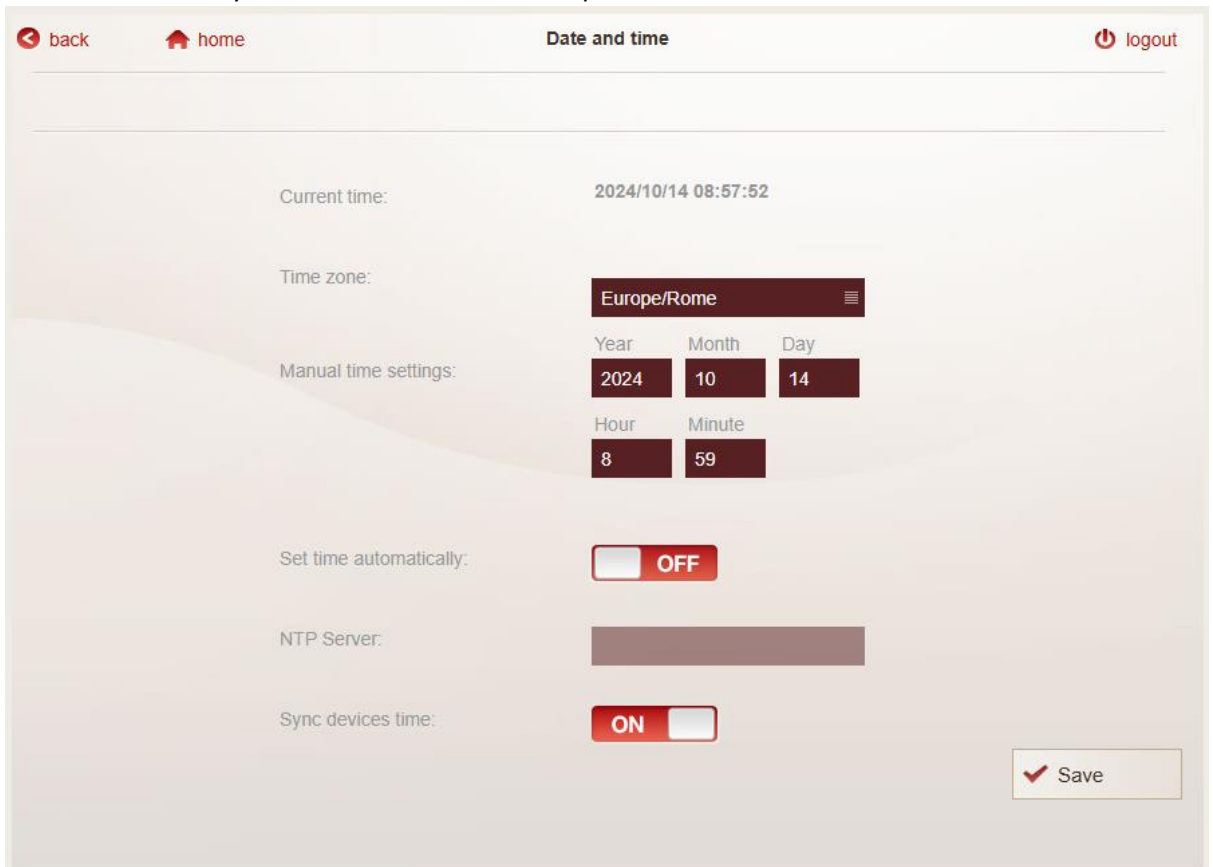 back home Date and time logout
Current time: 2024/10/14 08:57:52
Time zone: Europe/Rome
Year Month Day
Manual time settings: 2024 10 14
Hour Minute
8 59
Set time automatically: OFF
NTP Server:
Sync devices time: ON
Save